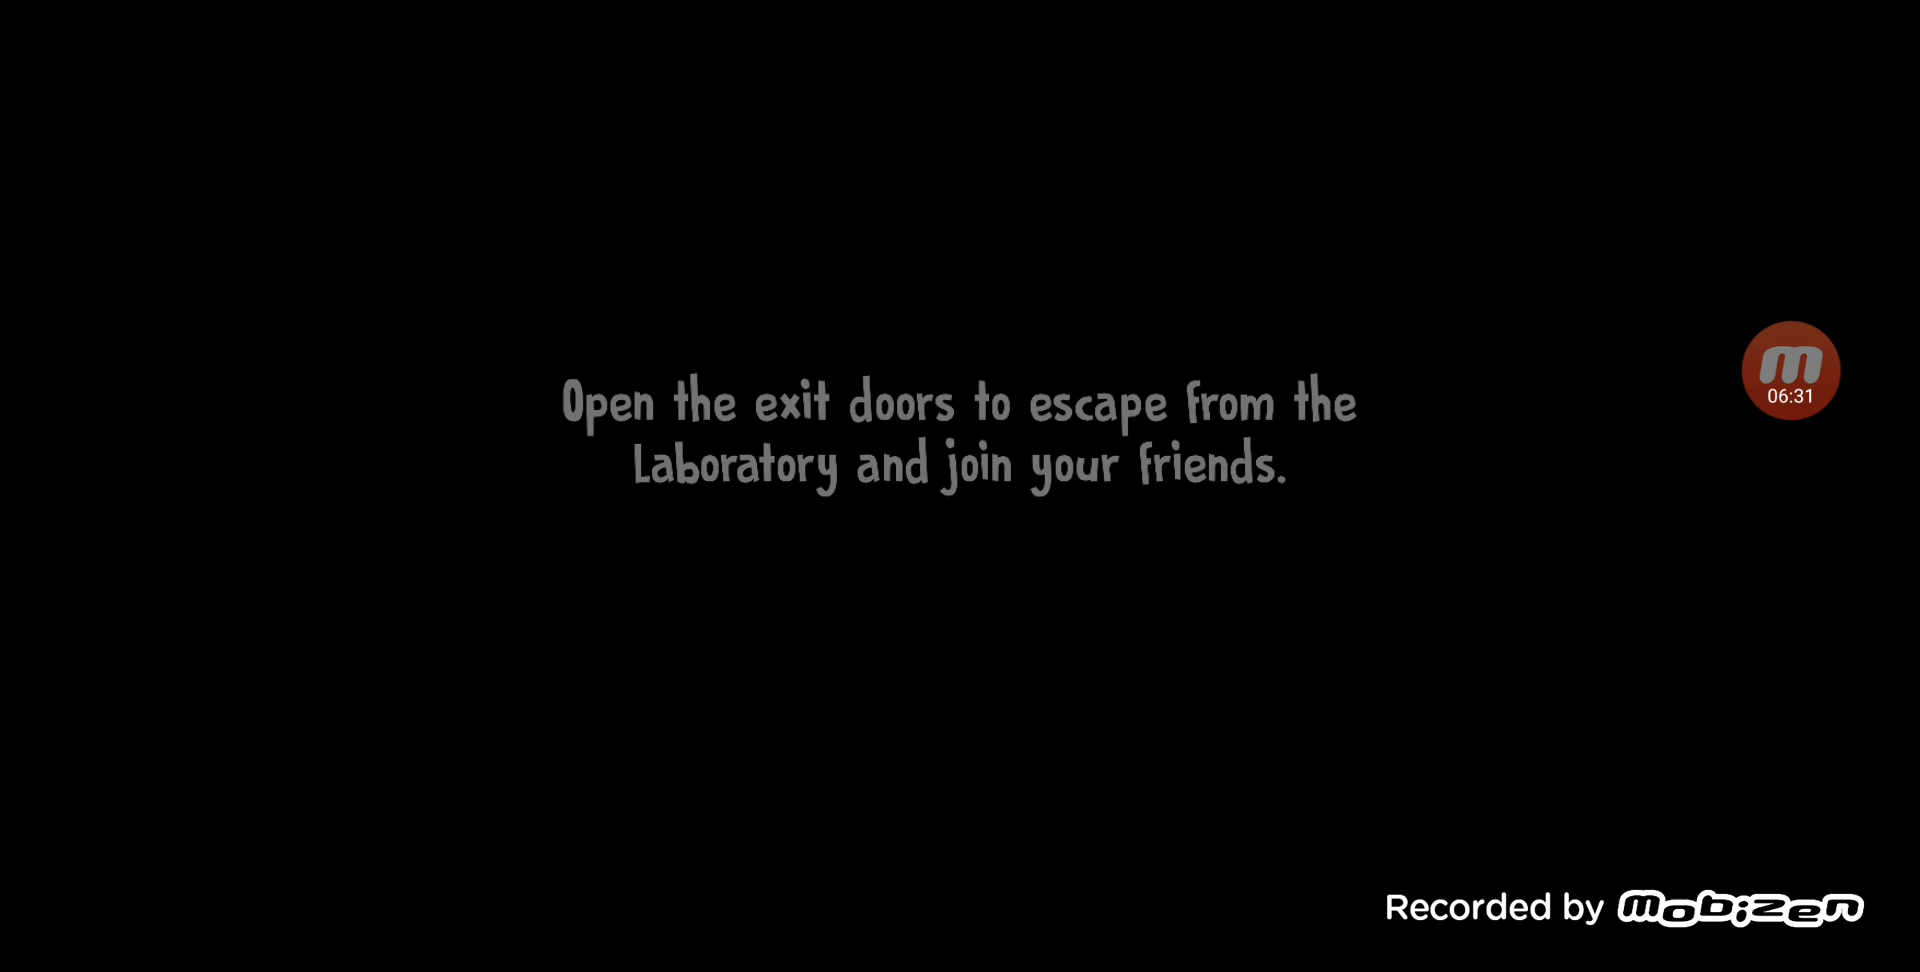 Open the exit doors to escape from the
Laboratory and join your friends.
m
06:31
Recorded by mobizen